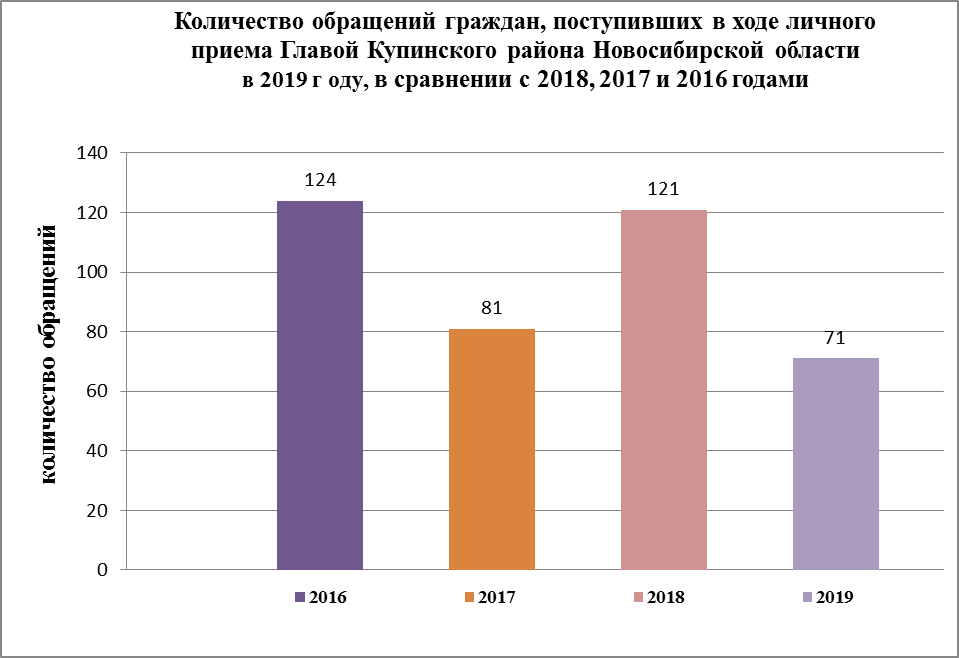 Количество обращений граждан, поступивших в ходе личного
приема Главой Купинского района Новосибирской области
в 2019 г оду, в сравнении с 2018, 2017 и 2016 годами
количество обращений
140
120
100
80
60
40
20
0
124
81
121
71
2016 2017 2018 2019